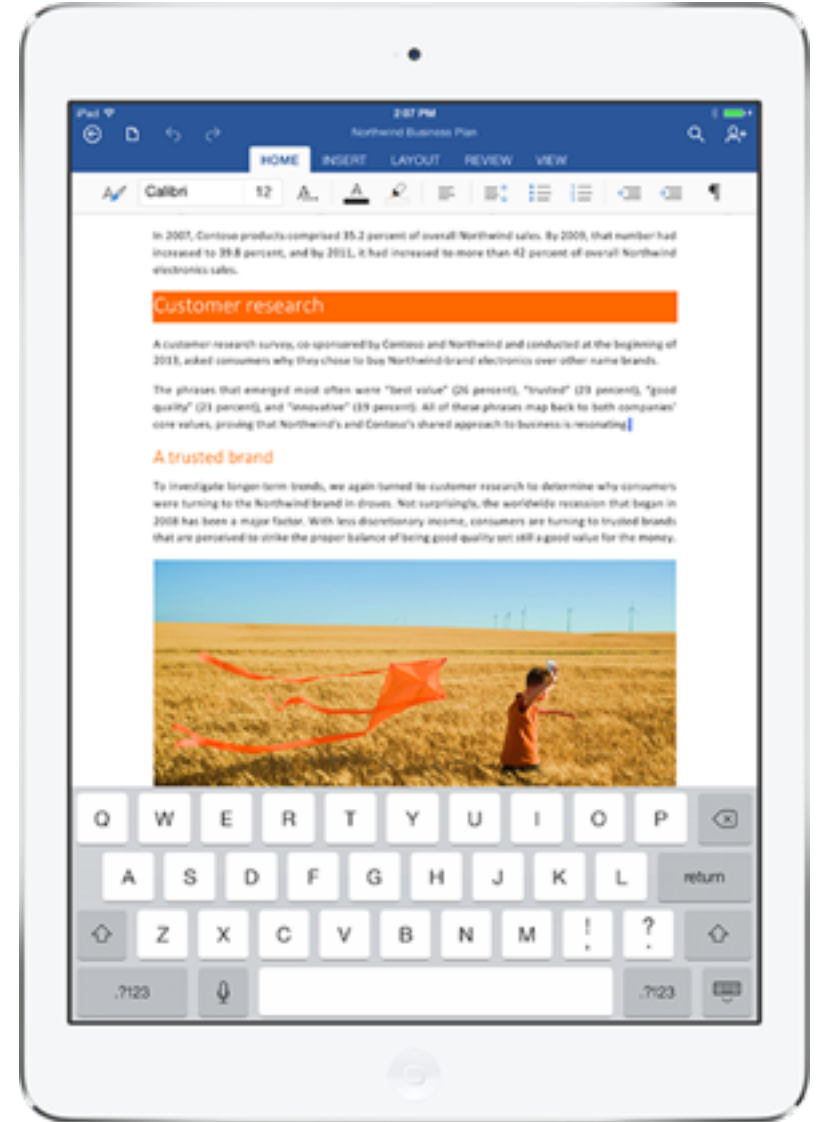 iPad
2:07 PM
Northwind Business Plan
HOME INSERT LAYOUT REVIEW VIEW
Calibri 12 A.. A
In 2007, Contoso products comprised 35.2 percent of overall Northwind sales. By 2009, that number had
increased to 39.8 percent, and by 2011, it had increased to more than 42 percent of overall Northwind
electronics sales.
Customer research
A customer research survey, co-sponsored by Contoso and Northwind and conducted at the beginning of
2013, asked consumers why they chose to buy Northwind-brand electronics over other name brands.
The phrases that emerged most often were "best value" (26 percent), "trusted" (23 percent), "good
quality" (21 percent), and "innovative" (19 percent). All of these phrases map back to both companies'
core values, proving that Northwind's and Contoso's shared approach to business is resonating.
A trusted brand
To investigate longer-term trends, we again turned to customer research to determine why consumers
were turning to the Northwind brand in droves. Not surprisingly, the worldwide recession that began in
2008 has been a major factor. With less discretionary income, consumers are turning to trusted brands
that are perceived to strike the proper balance of being good quality yet still a good value for the money.
Q W E R T Y U I O P
A S D F G H J K L return
Z X C V B N M ! , ? .
.?123 .?123